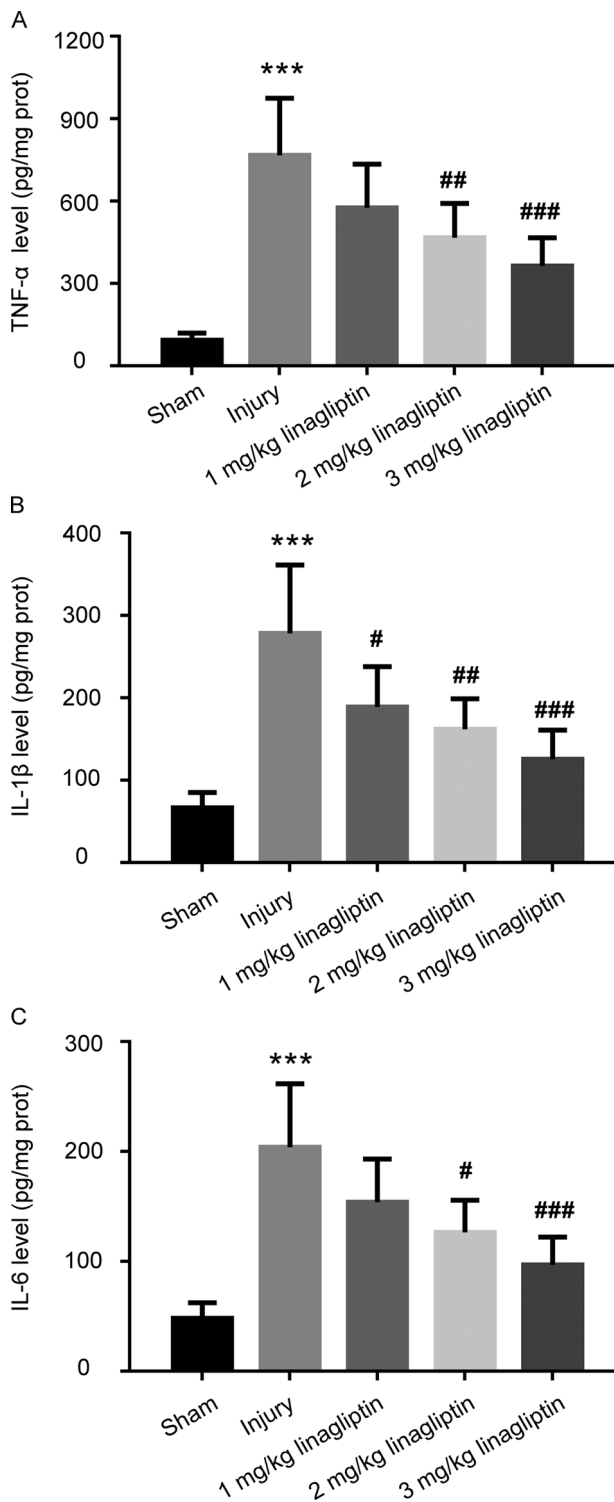 A
TNF-α level (pg/mg prot)
1200
900
600
300
0
***
##
###
Sham
Injury
1 mg/kg linagliptin
2 mg/kg linagliptin
3 mg/kg linagliptin
B
IL-1β level (pg/mg prot)
400
300
200
100
0
***
#
##
###
Sham
Injury
1 mg/kg linagliptin
2 mg/kg linagliptin
3 mg/kg linagliptin
C
IL-6 level (pg/mg prot)
300
200
100
0
***
#
###
Sham
Injury
1 mg/kg linagliptin
2 mg/kg linagliptin
3 mg/kg linagliptin